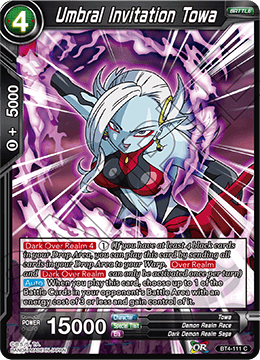 4
Umbral Invitation Towa
BATTLE
+ 5000
Dark Over Realm 4 1 (If you have at least 4 black cards
in your Drop Area, you can play this card by sending all
cards in your Drop Area to your Warp. Over Realm
and Dark Over Realm can only be activated once per turn)
Auto When you play this card, choose up to 1 of the
Battle Cards in your opponent's Battle Area with an
energy cost of 3 or less and gain control of it.
POWER
15000
Character
Towa
Special Trait
Demon Realm Race
Era
Dark Demon Realm Saga
BT4-111 C